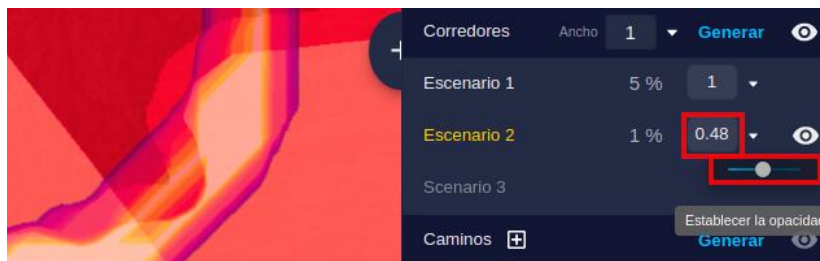 Corredores Ancho 1 Generar
Escenario 1 5 % 1
Escenario 2 1 % 0.48
Scenario 3
Establecer la opacidad
Caminos Generar